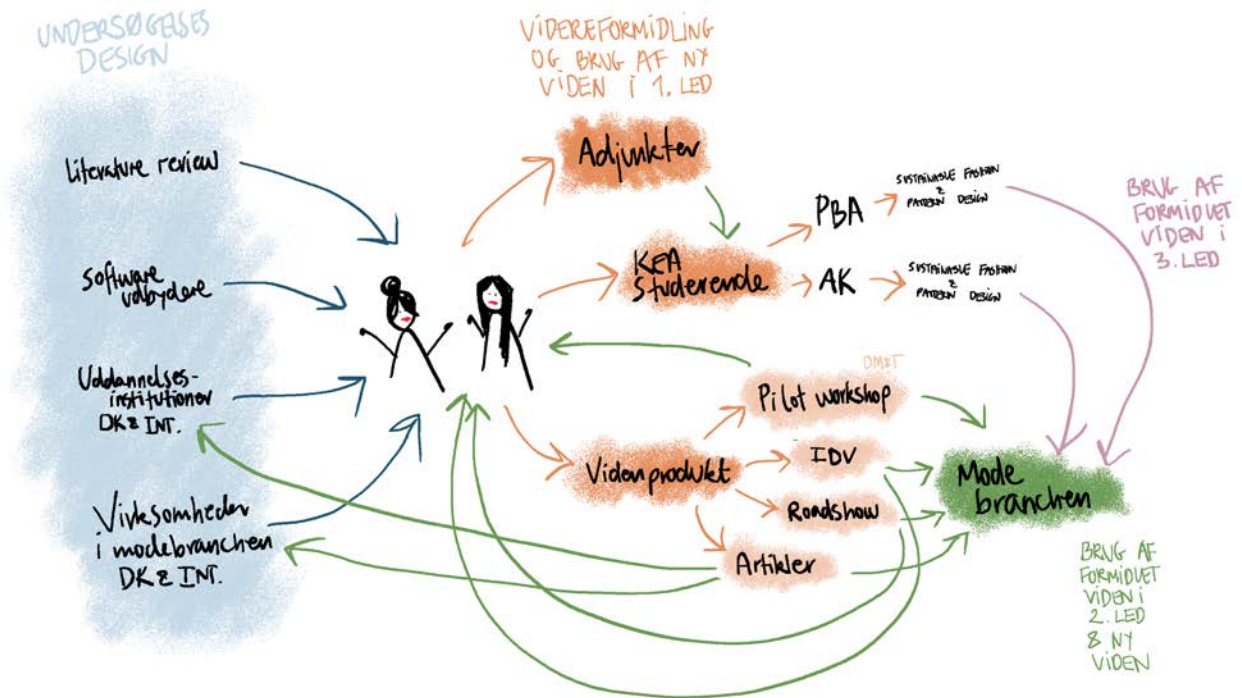 UNDERSØGELSES
DESIGN
Literature review
Software
udbydere
Uddannelses-
institutioner
DK & INT.
Virksomheder
i modebranchen
DK & INT.
VIDEREFORMIDLING
OG BRUG AF NY
VIDEN I 1. LED
Adjunkter
KEA
Studerende
PBA
SUSTAINABLE FASHION
&
PATTERN DESIGN
AK
SUSTAINABLE FASHION
&
PATTERN DESIGN
BRUG AF
FORMIDLET
VIDEN I
3. LED
DM&T
Pilot workshop
Videnprodukt
IDV
Roadshow
Artikler
Mode
branchen
BRUG AF
FORMIDLET
VIDEN I
2. LED
& NY
VIDEN